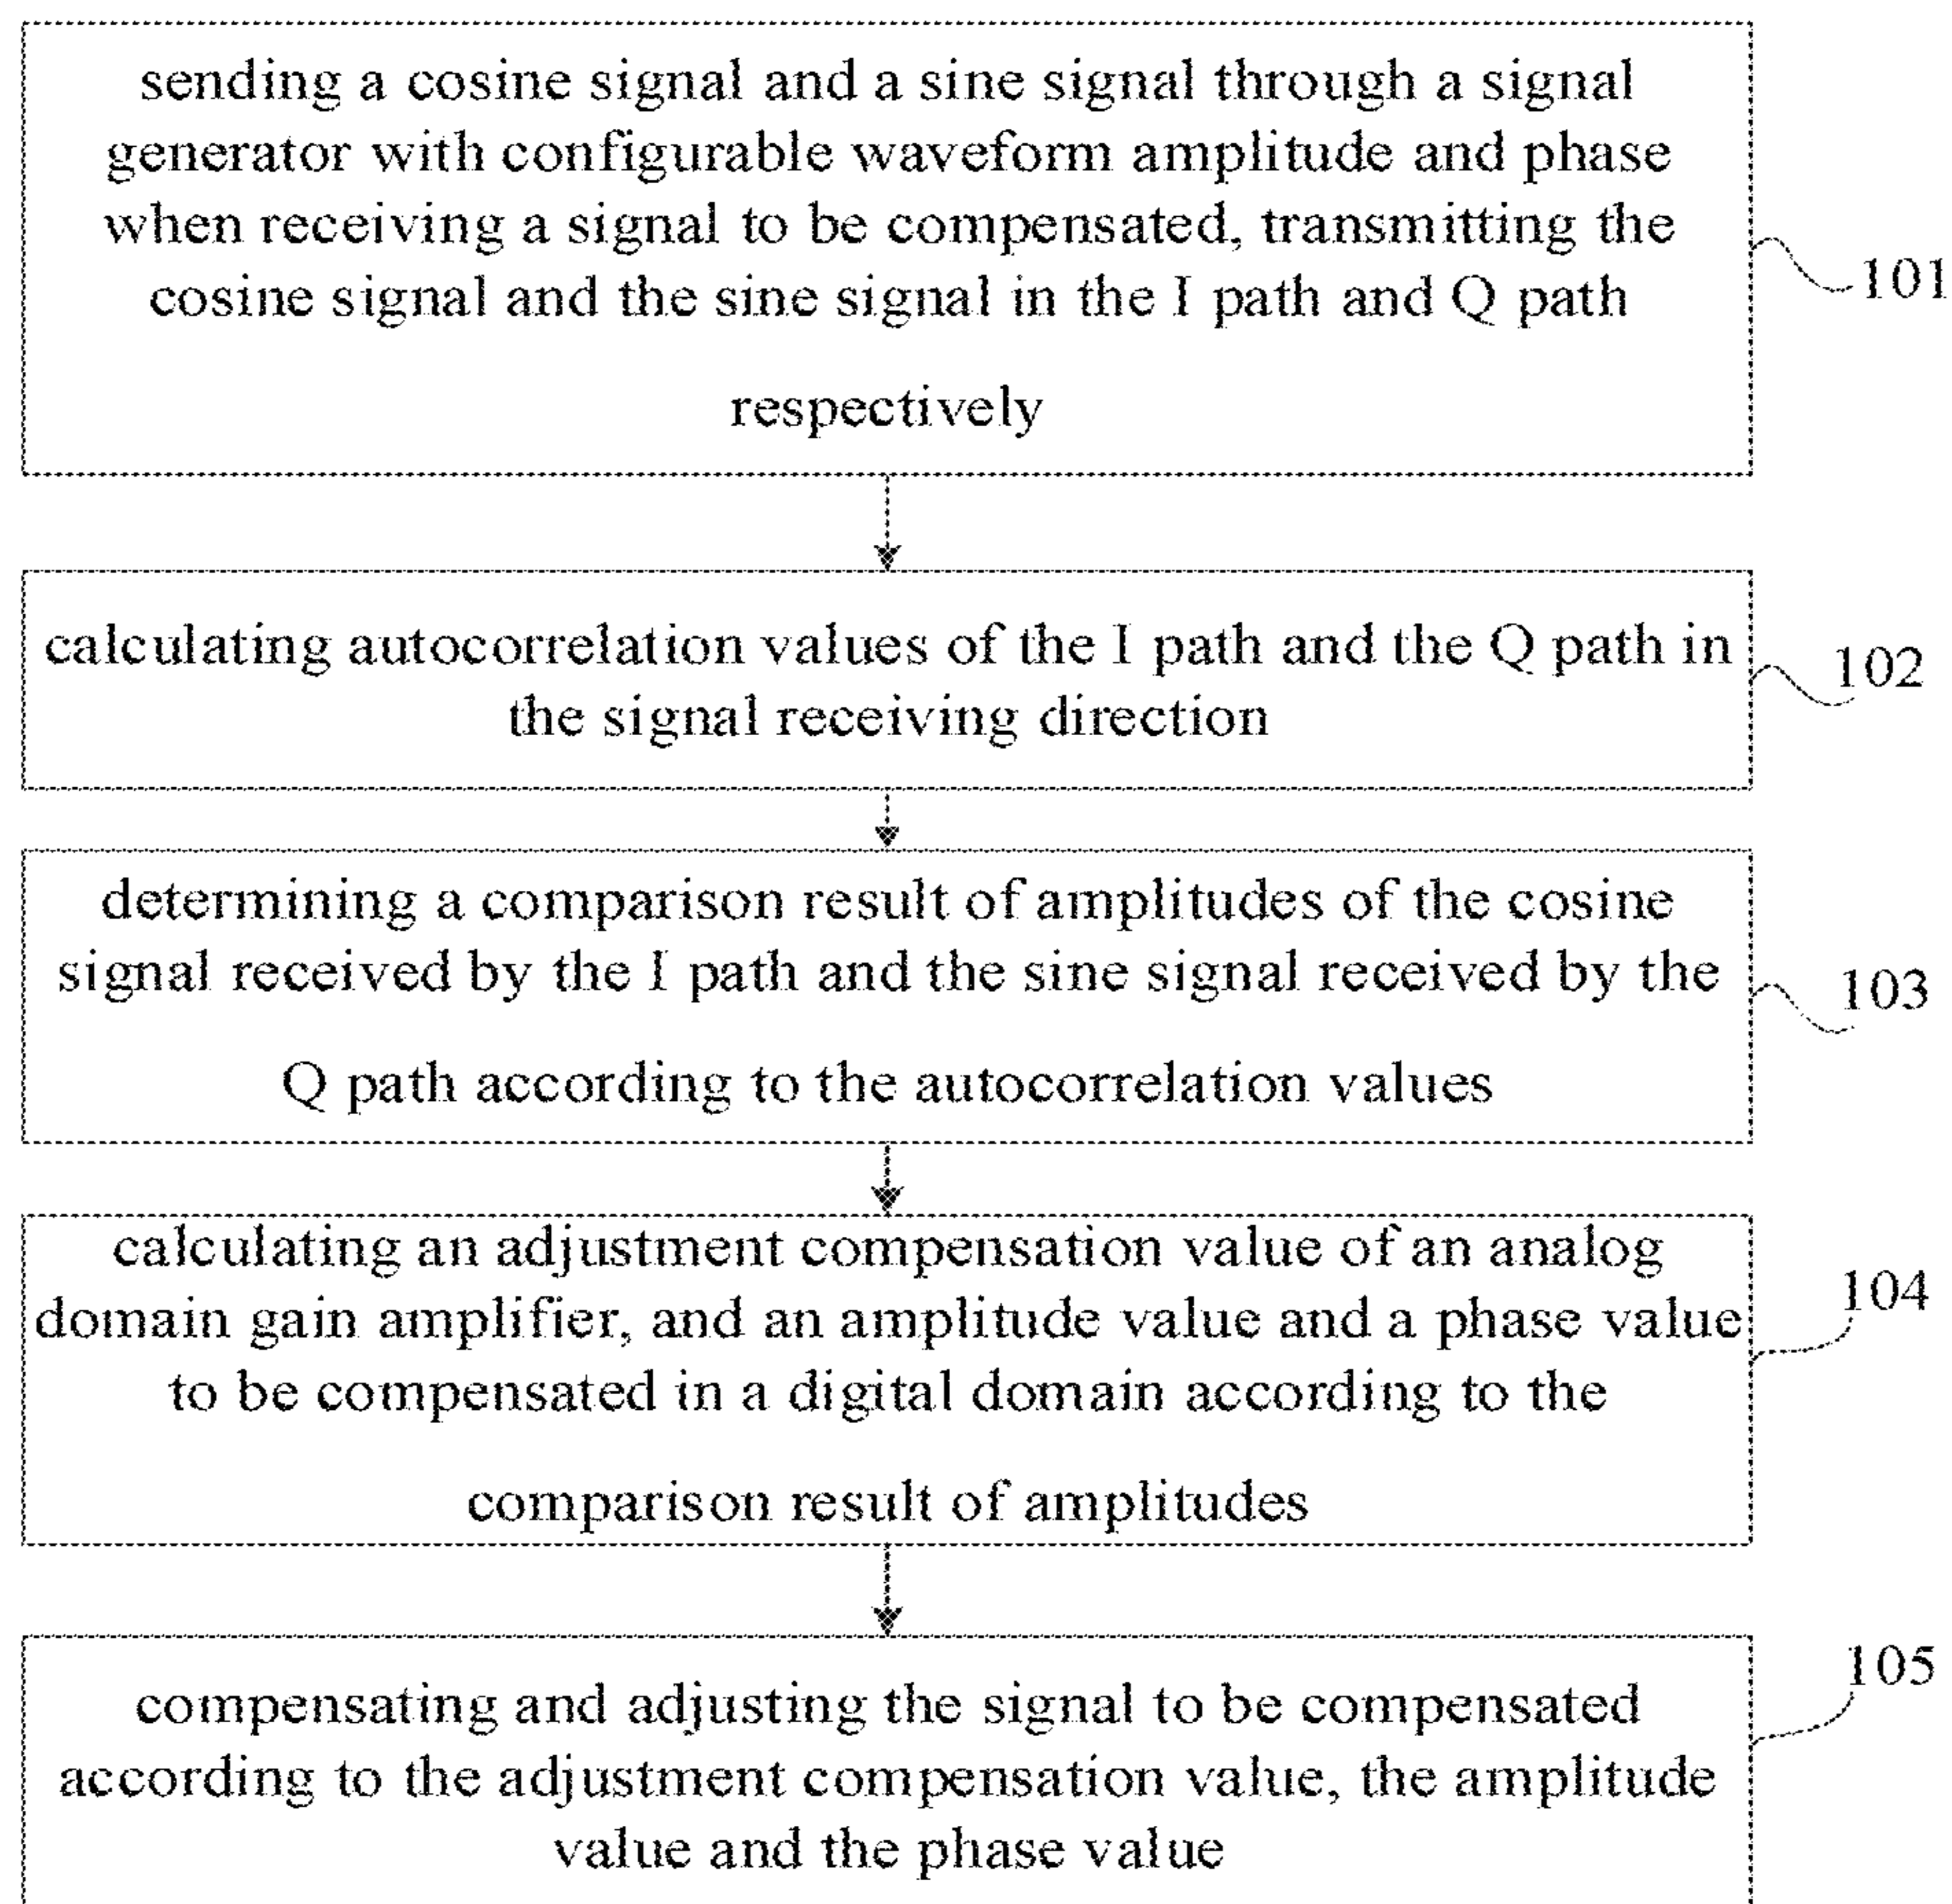 sending a cosine signal and a sine signal through a signal
generator with configurable waveform amplitude and phase
when receiving a signal to be compensated, transmitting the
cosine signal and the sine signal in the I path and Q path
respectively
101
calculating autocorrelation values of the I path and the Q path in
the signal receiving direction
102
determining a comparison result of amplitudes of the cosine
signal received by the I path and the sine signal received by the
Q path according to the autocorrelation values
103
calculating an adjustment compensation value of an analog
domain gain amplifier, and an amplitude value and a phase value
to be compensated in a digital domain according to the
comparison result of amplitudes
104
compensating and adjusting the signal to be compensated
according to the adjustment compensation value, the amplitude
value and the phase value
105